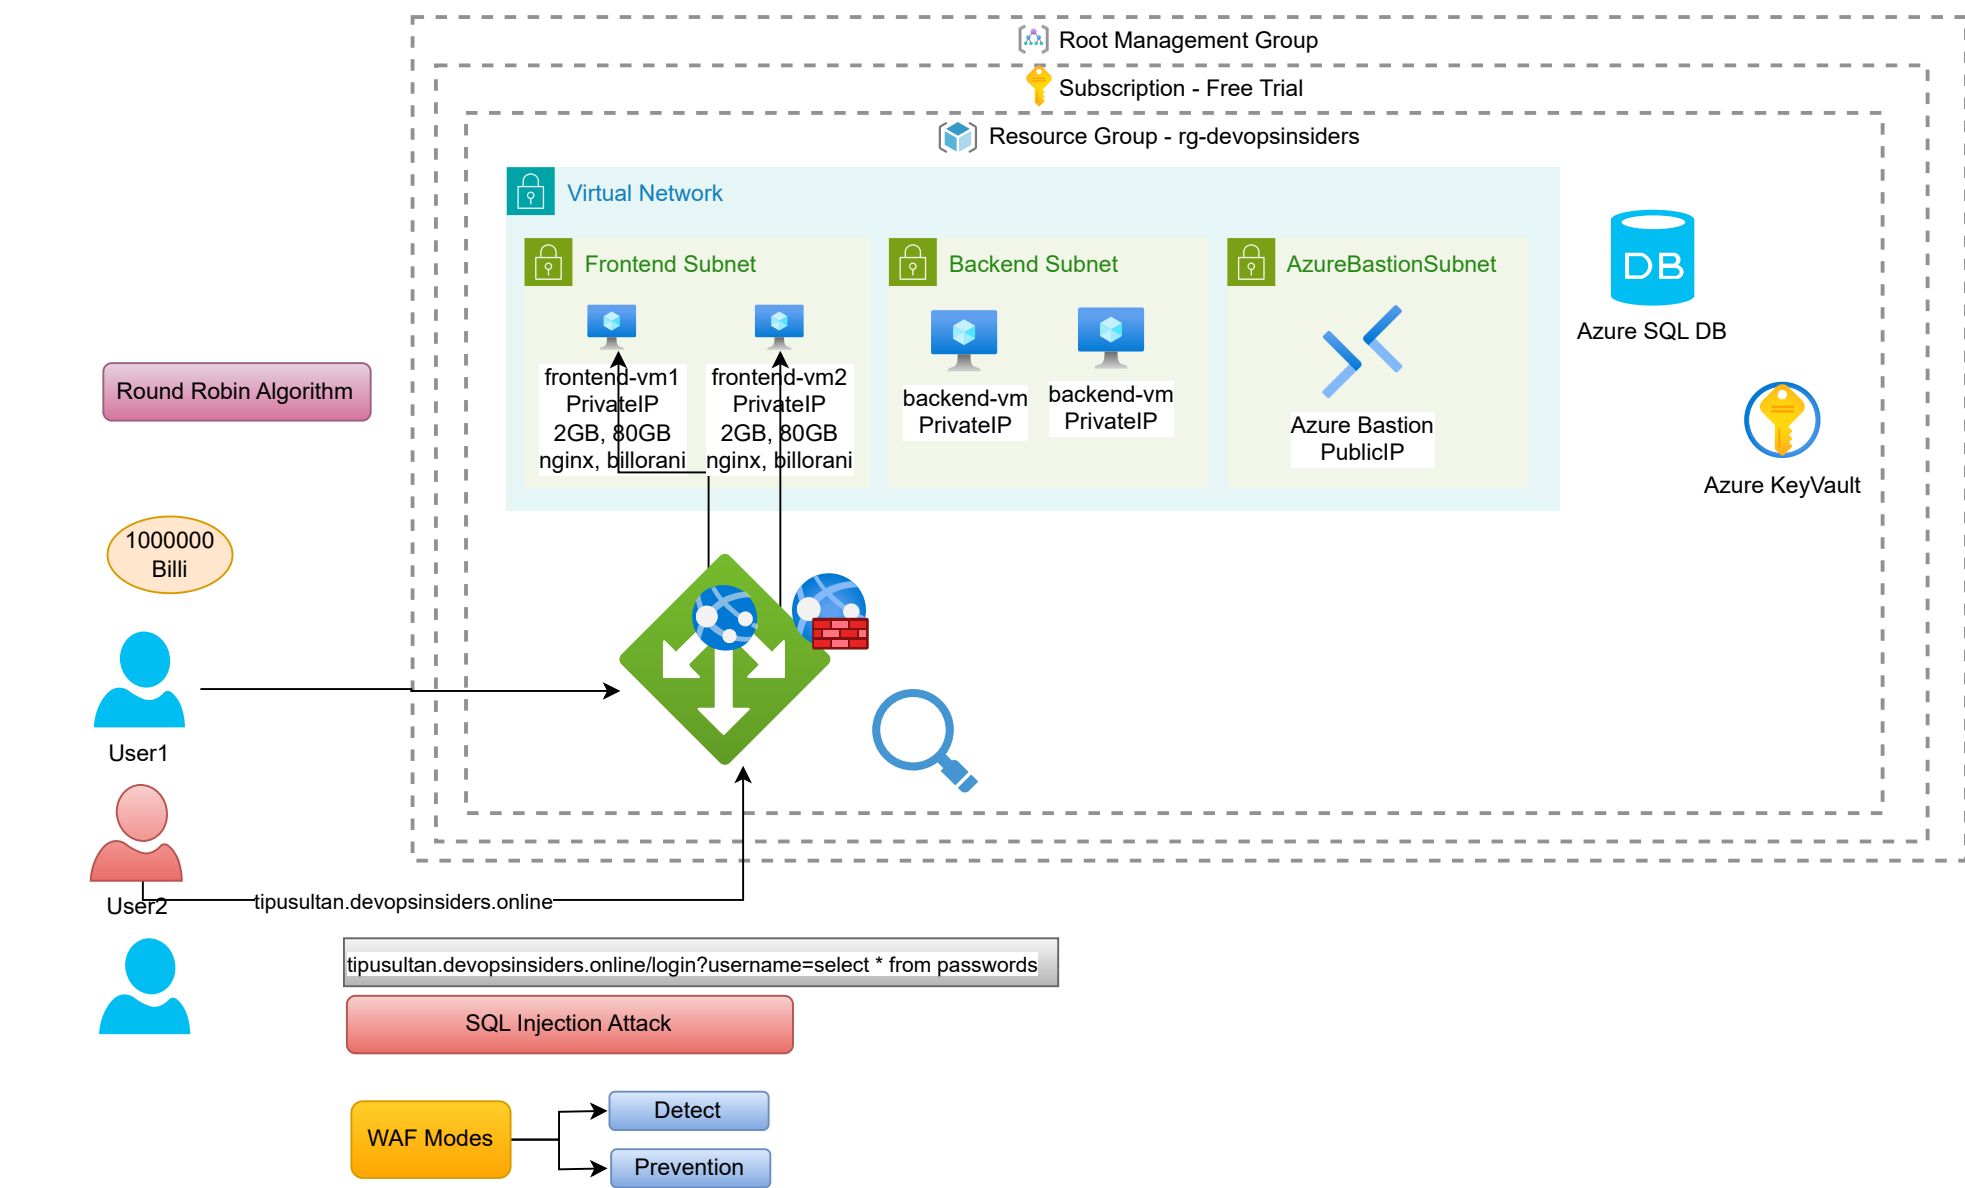 Root Management Group
Subscription - Free Trial
Resource Group - rg-devopsinsiders
Virtual Network
Frontend Subnet
Backend Subnet
AzureBastionSubnet
DB
Azure SQL DB
frontend-vm1
PrivateIP
2GB, 80GB
nginx, billorani
frontend-vm2
PrivateIP
2GB, 80GB
nginx, billorani
backend-vm
PrivateIP
backend-vm
PrivateIP
Azure Bastion
PublicIP
Azure KeyVault
Round Robin Algorithm
1000000
Billi
User1
User2
tipusultan.devopsinsiders.online
tipusultan.devopsinsiders.online/login?username=select * from passwords
SQL Injection Attack
WAF Modes
Detect
Prevention